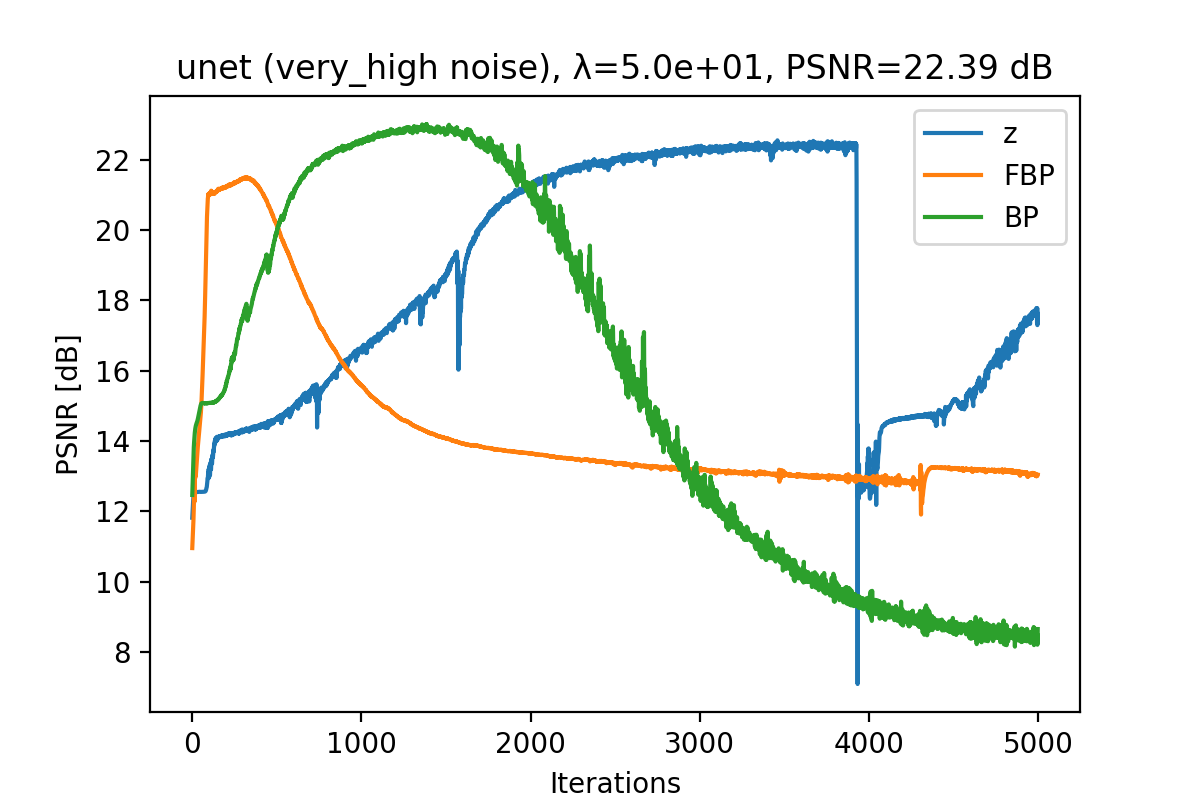 unet (very_high noise), λ=5.0e+01, PSNR=22.39 dB
z
FBP
BP
PSNR [dB]
22
20
18
16
14
12
10
8
0 1000 2000 3000 4000 5000
Iterations